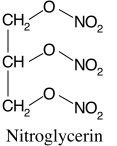 CH₂ O NO₂
CH O NO₂
CH₂ O NO₂
Nitroglycerin